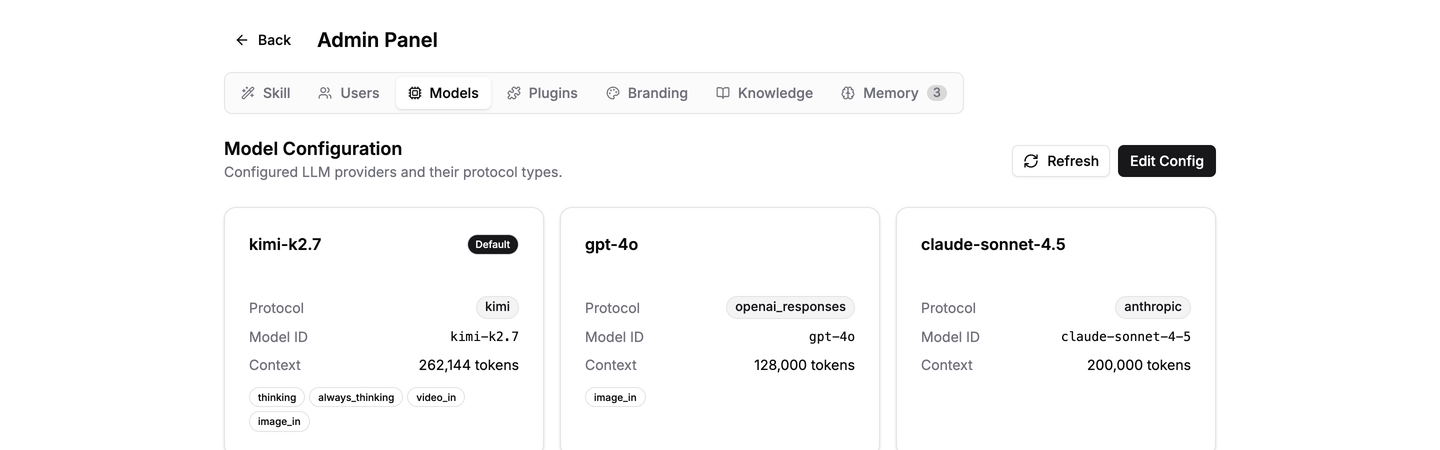 Back Admin Panel
Skill Users Models Plugins Branding Knowledge Memory 3
Model Configuration
Configured LLM providers and their protocol types.
Refresh Edit Config
kimi-k2.7 Default
Protocol kimi
Model ID kimi-k2.7
Context 262,144 tokens
thinking always_thinking video_in
image_in
gpt-4o
Protocol openai_responses
Model ID gpt-4o
Context 128,000 tokens
image_in
claude-sonnet-4.5
Protocol anthropic
Model ID claude-sonnet-4-5
Context 200,000 tokens